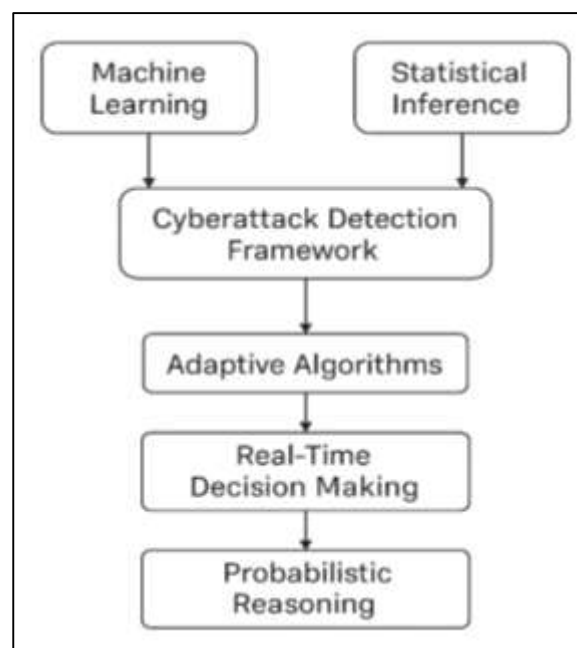 Machine
Learning
Statistical
Inference
Cyberattack Detection
Framework
Adaptive Algorithms
Real-Time
Decision Making
Probabilistic
Reasoning